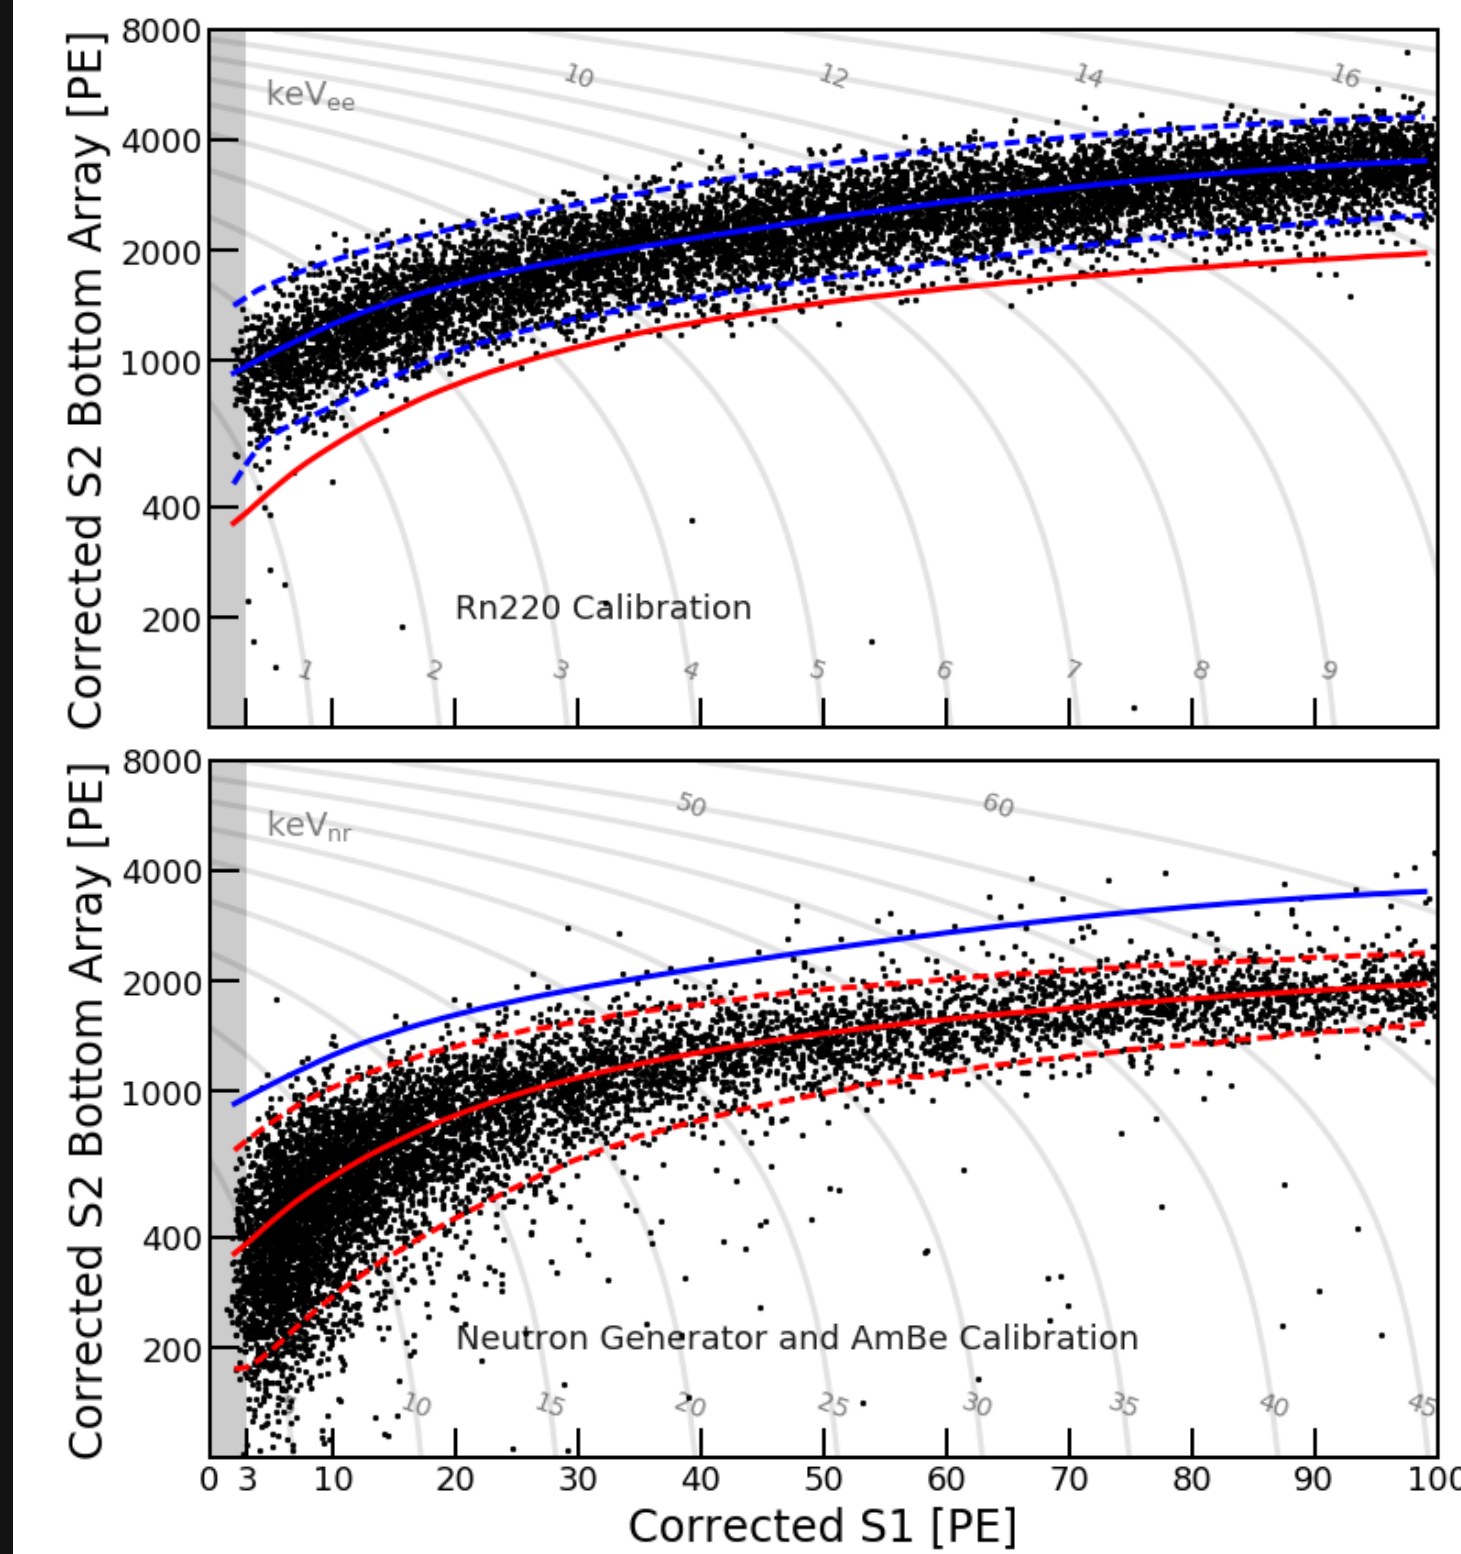 8000
4000
2000
1000
400
200
Corrected S2 Bottom Array [PE]
keVee
10 12 14 16
Rn220 Calibration
1 2 3 4 5 6 7 8 9
8000
4000
2000
1000
400
200
Corrected S2 Bottom Array [PE]
keVnr
50 60
Neutron Generator and AmBe Calibration
10 15 20 25 30 35 40 45
0 3 10 20 30 40 50 60 70 80 90 100
Corrected S1 [PE]